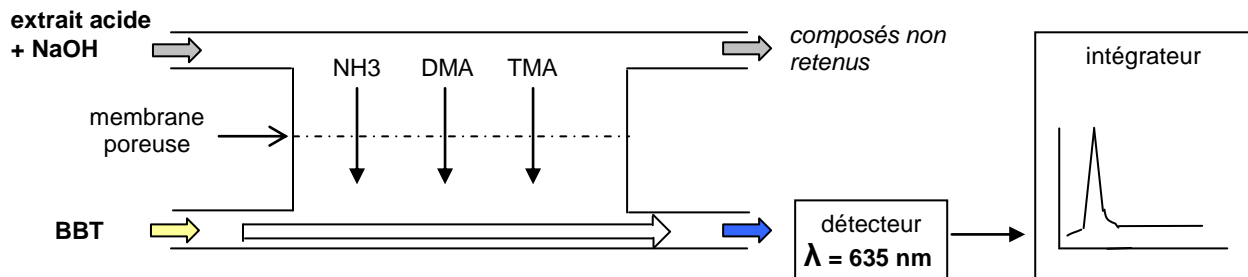 extrait acide
+ NaOH
composés non
retenus
intégrateur
NH3 DMA TMA
membrane
poreuse
BBT
détecteur
λ = 635 nm